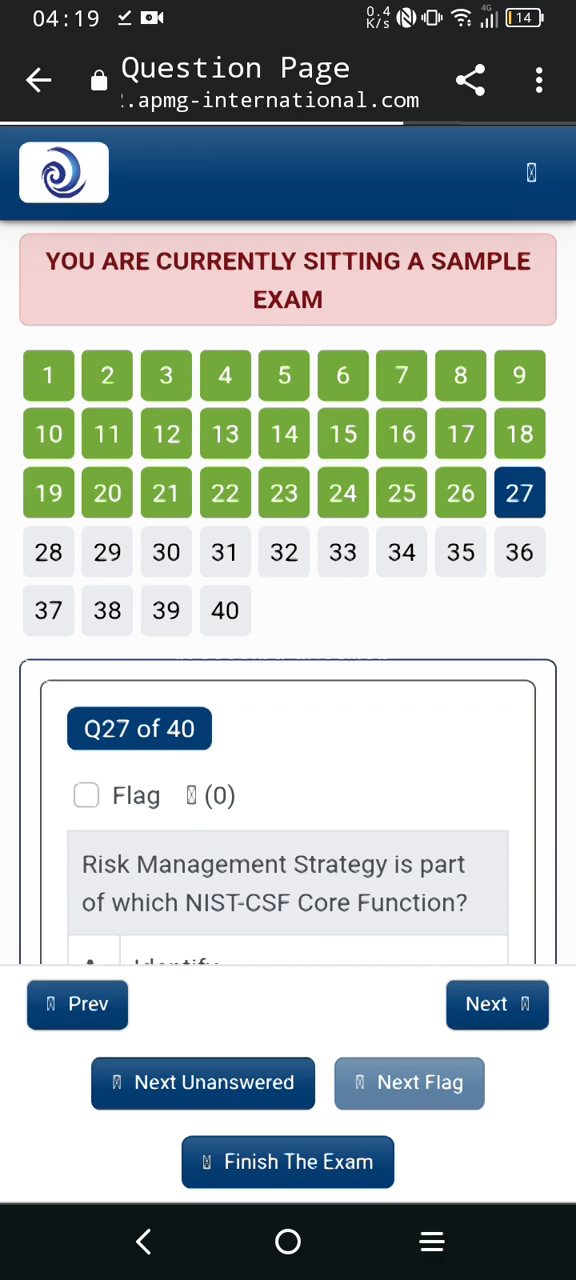 04:19
0.4 K/s
4G
14
Question Page
.apmg-international.com
YOU ARE CURRENTLY SITTING A SAMPLE
EXAM
1 2 3 4 5 6 7 8 9
10 11 12 13 14 15 16 17 18
19 20 21 22 23 24 25 26 27
28 29 30 31 32 33 34 35 36
37 38 39 40
Q27 of 40
Flag (0)
Risk Management Strategy is part
of which NIST-CSF Core Function?
Prev
Next
Next Unanswered
Next Flag
Finish The Exam